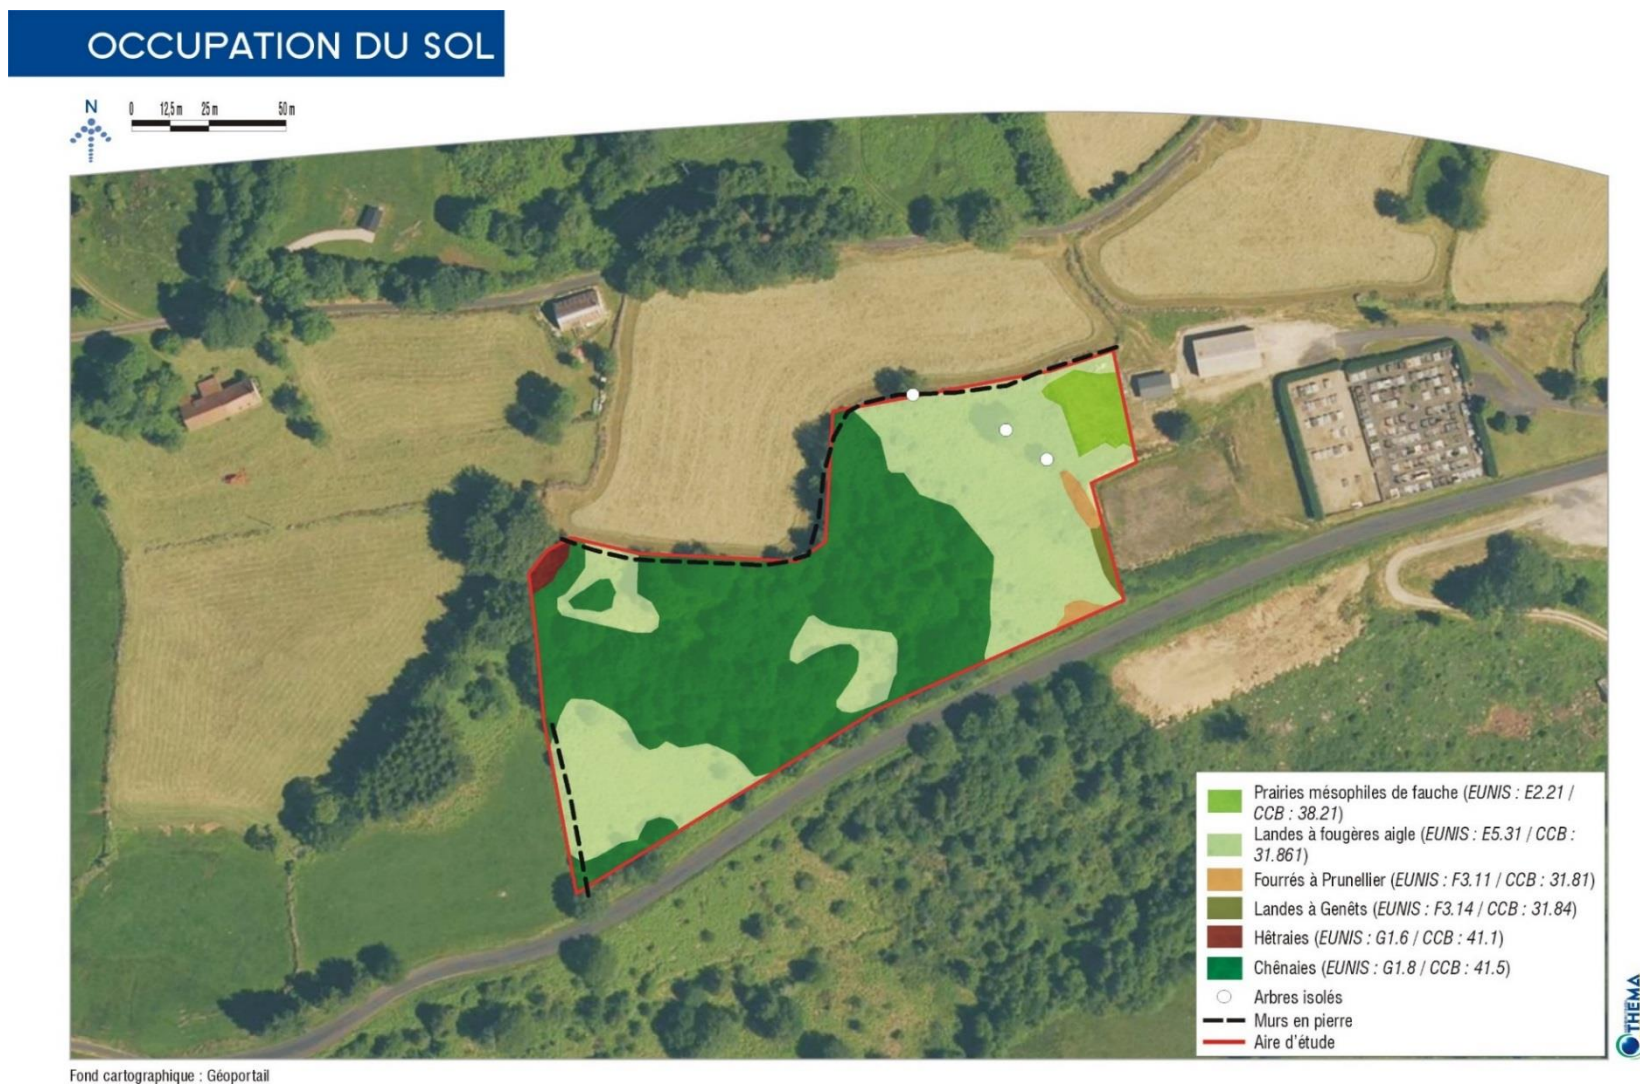 OCCUPATION DU SOL
N
0 12,5 m 25 m 50 m
Prairies mésophiles de fauche (EUNIS : E2.21 /
CCB : 38.21)
Landes à fougères aigle (EUNIS : E5.31 / CCB :
31.861)
Fourrés à Prunellier (EUNIS : F3.11 / CCB : 31.81)
Landes à Genêts (EUNIS : F3.14 / CCB : 31.84)
Hêtraies (EUNIS : G1.6 / CCB : 41.1)
Chênaies (EUNIS : G1.8 / CCB : 41.5)
Arbres isolés
Murs en pierre
Aire d'étude
THEMA
Fond cartographique : Géoportail